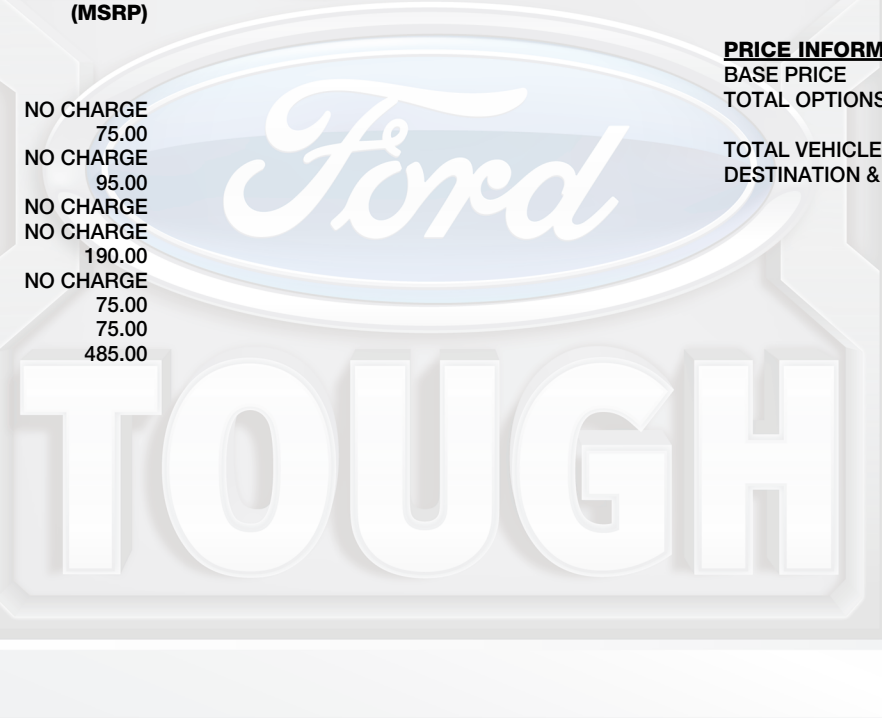 (MSRP)
NO CHARGE
75.00
NO CHARGE
95.00
NO CHARGE
NO CHARGE
190.00
NO CHARGE
75.00
75.00
485.00
PRICE INFORM
BASE PRICE
TOTAL OPTIONS
TOTAL VEHICLE
DESTINATION &
Ford
TOUGH